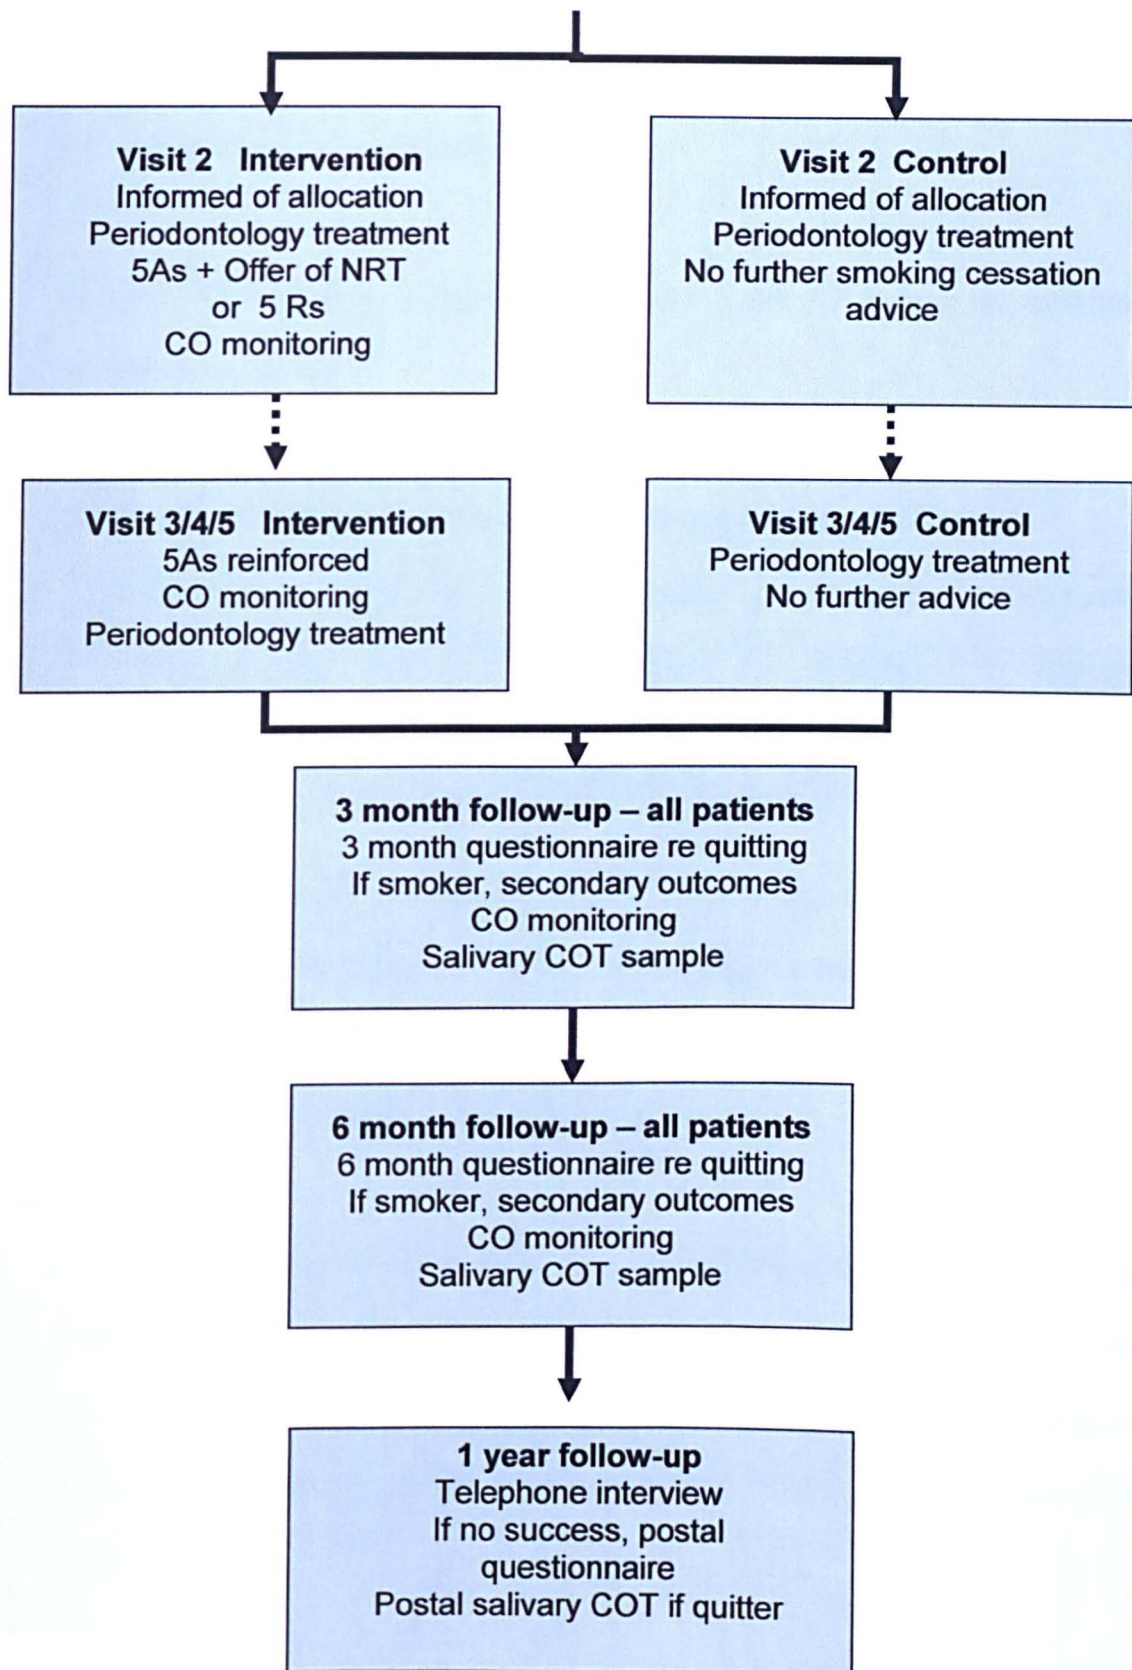 Visit 2 Intervention
Informed of allocation
Periodontology treatment
5As + Offer of NRT
or 5 Rs
CO monitoring
Visit 2 Control
Informed of allocation
Periodontology treatment
No further smoking cessation
advice
Visit 3/4/5 Intervention
5As reinforced
CO monitoring
Periodontology treatment
Visit 3/4/5 Control
Periodontology treatment
No further advice
3 month follow-up – all patients
3 month questionnaire re quitting
If smoker, secondary outcomes
CO monitoring
Salivary COT sample
6 month follow-up – all patients
6 month questionnaire re quitting
If smoker, secondary outcomes
CO monitoring
Salivary COT sample
1 year follow-up
Telephone interview
If no success, postal
questionnaire
Postal salivary COT if quitter